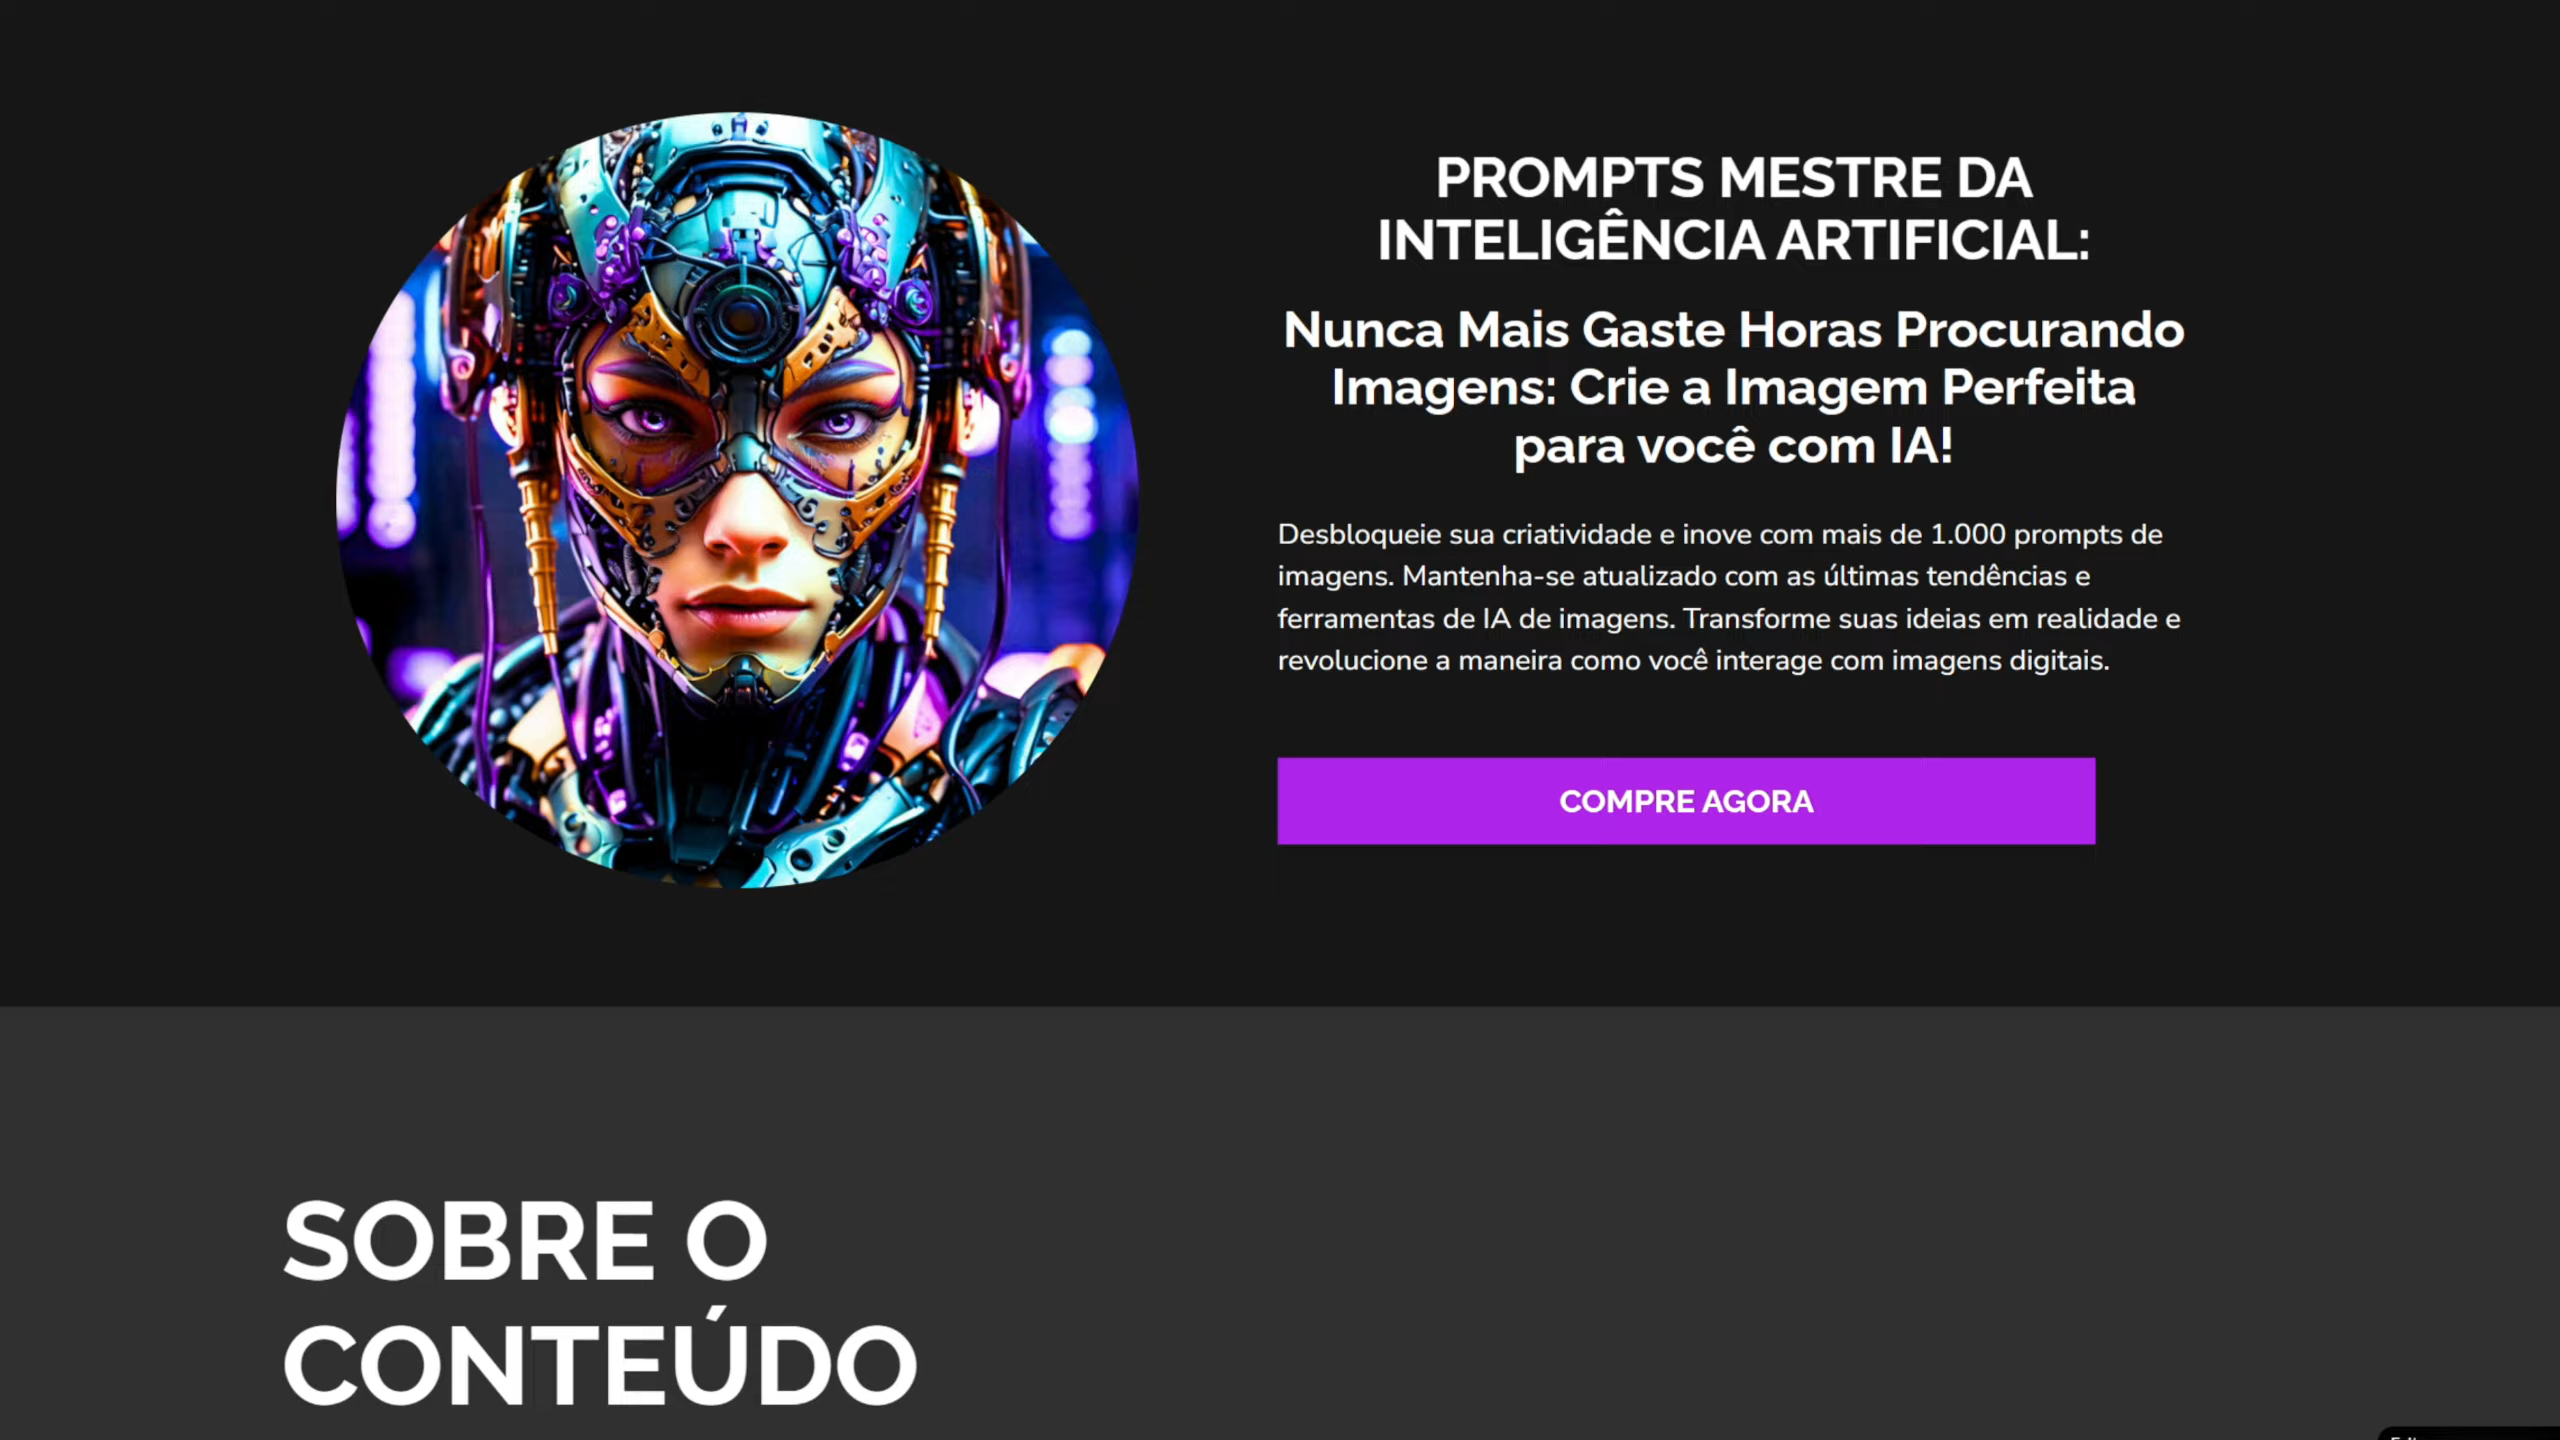 PROMPTS MESTRE DA
INTELIGÊNCIA ARTIFICIAL:
Nunca Mais Gaste Horas Procurando
Imagens: Crie a Imagem Perfeita
para você com IA!
Desbloqueie sua criatividade e inove com mais de 1.000 prompts de
imagens. Mantenha-se atualizado com as últimas tendências e
ferramentas de IA de imagens. Transforme suas ideias em realidade e
revolucione a maneira como você interage com imagens digitais.
COMPRE AGORA
SOBRE O
CONTEÚDO